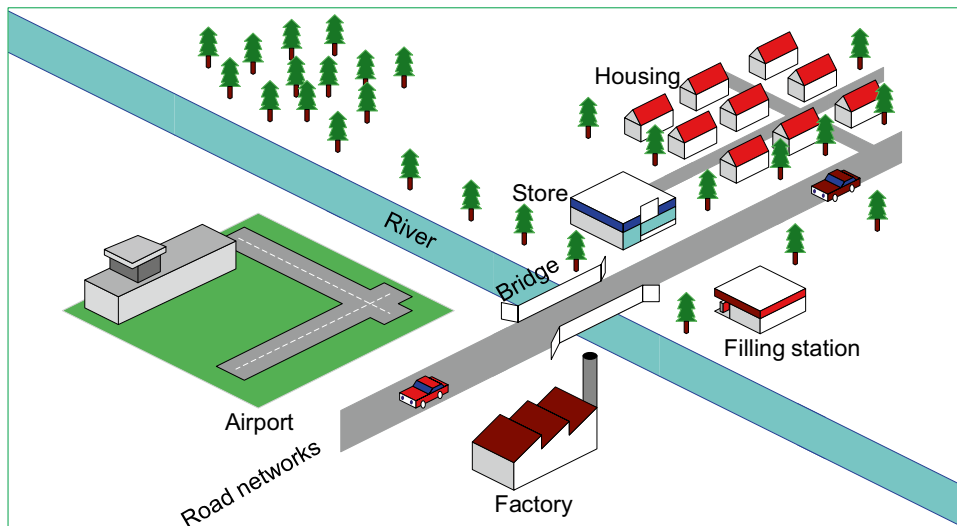 Housing
Store
River
Bridge
Filling station
Airport
Road networks
Factory